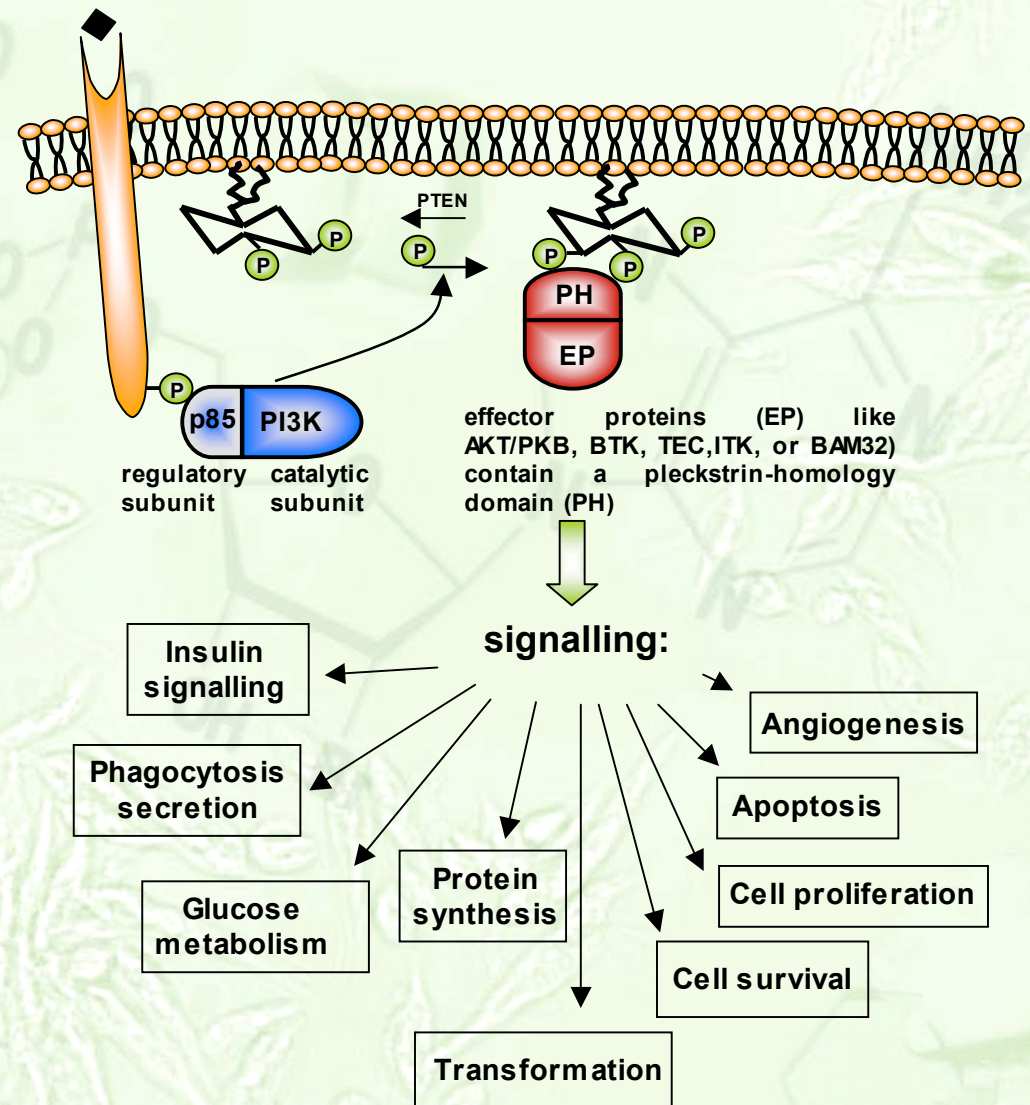 PTEN
P
P
P
P
P
P
PH
EP
P
p85 PI3K
regulatory catalytic
subunit subunit
effector proteins (EP) like
AKT/PKB, BTK, TEC,ITK, or BAM32)
contain a pleckstrin-homology
domain (PH)
signalling:
Insulin
signalling
Angiogenesis
Phagocytosis
secretion
Apoptosis
Protein
synthesis
Cell proliferation
Glucose
metabolism
Cell survival
Transformation